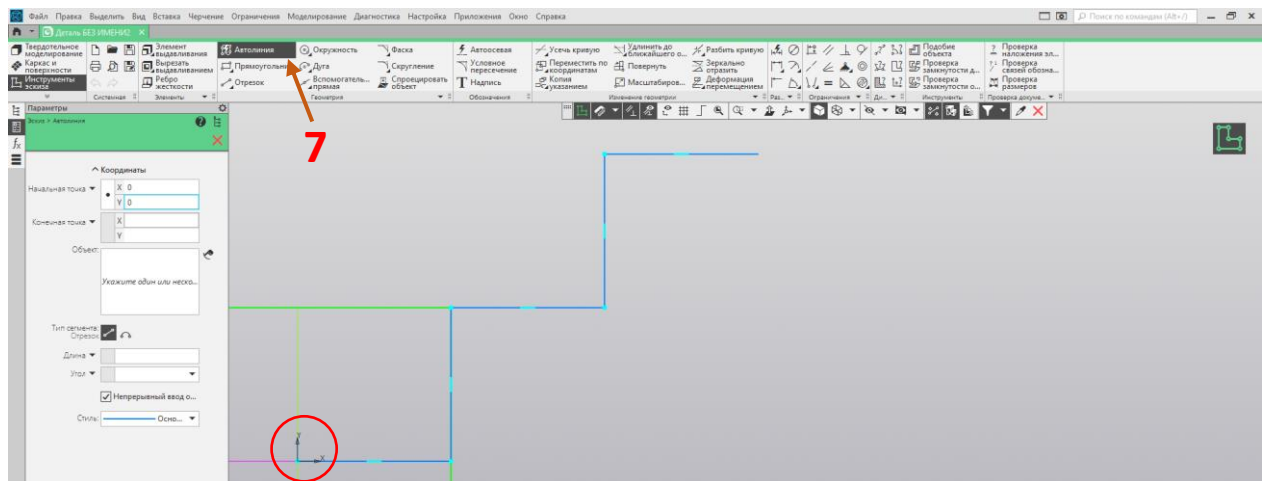 Файл Правка Выделить Вид Вставка Черчение Ограничения Моделирование Диагностика Настройка Приложения Окно Справка
Поиск по командам (Alt+/)
Деталь БЕЗ ИМЕНИ2
Твердотельное моделирование
Каркас и поверхности
Инструменты эскиза
Системная
Элемент выдавливания
Вырезать выдавливанием
Ребро жесткости
Элементы
Автолиния
Прямоугольник
Отрезок
Окружность
Дуга
Вспомогатель... прямая
Фаска
Скругление
Спроецировать объект
Геометрия
Автоосевая
Условное пересечение
Надпись
Обозначения
Усечь кривую
Переместить по координатам
Копия указанием
Удлинить до ближайшего о...
Повернуть
Масштабиров...
Разбить кривую
Зеркально отразить
Деформация перемещением
Изменение геометрии
Раз...
Ограничения
Ди...
Подобие объекта
Проверка замкнутости д...
Проверка замкнутости о...
Инструменты
Проверка наложения эл...
Проверка связей обозна...
Проверка размеров
Проверка докуме...
Параметры
Эскиз > Автолиния
7
Координаты
Начальная точка
X 0
Y 0
Конечная точка
X
Y
Объект:
Укажите один или неско...
Тип сегмента:
Отрезок
Длина
Угол
Непрерывный ввод о...
Стиль:
Осно...
Y
X